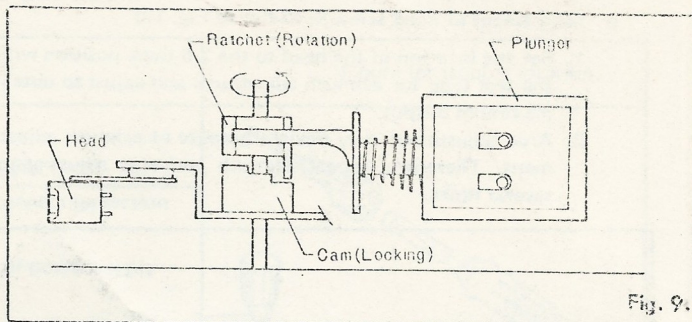 Ratchet (Rotation)
Plunger
Head
Cam (Locking)
Fig. 9.